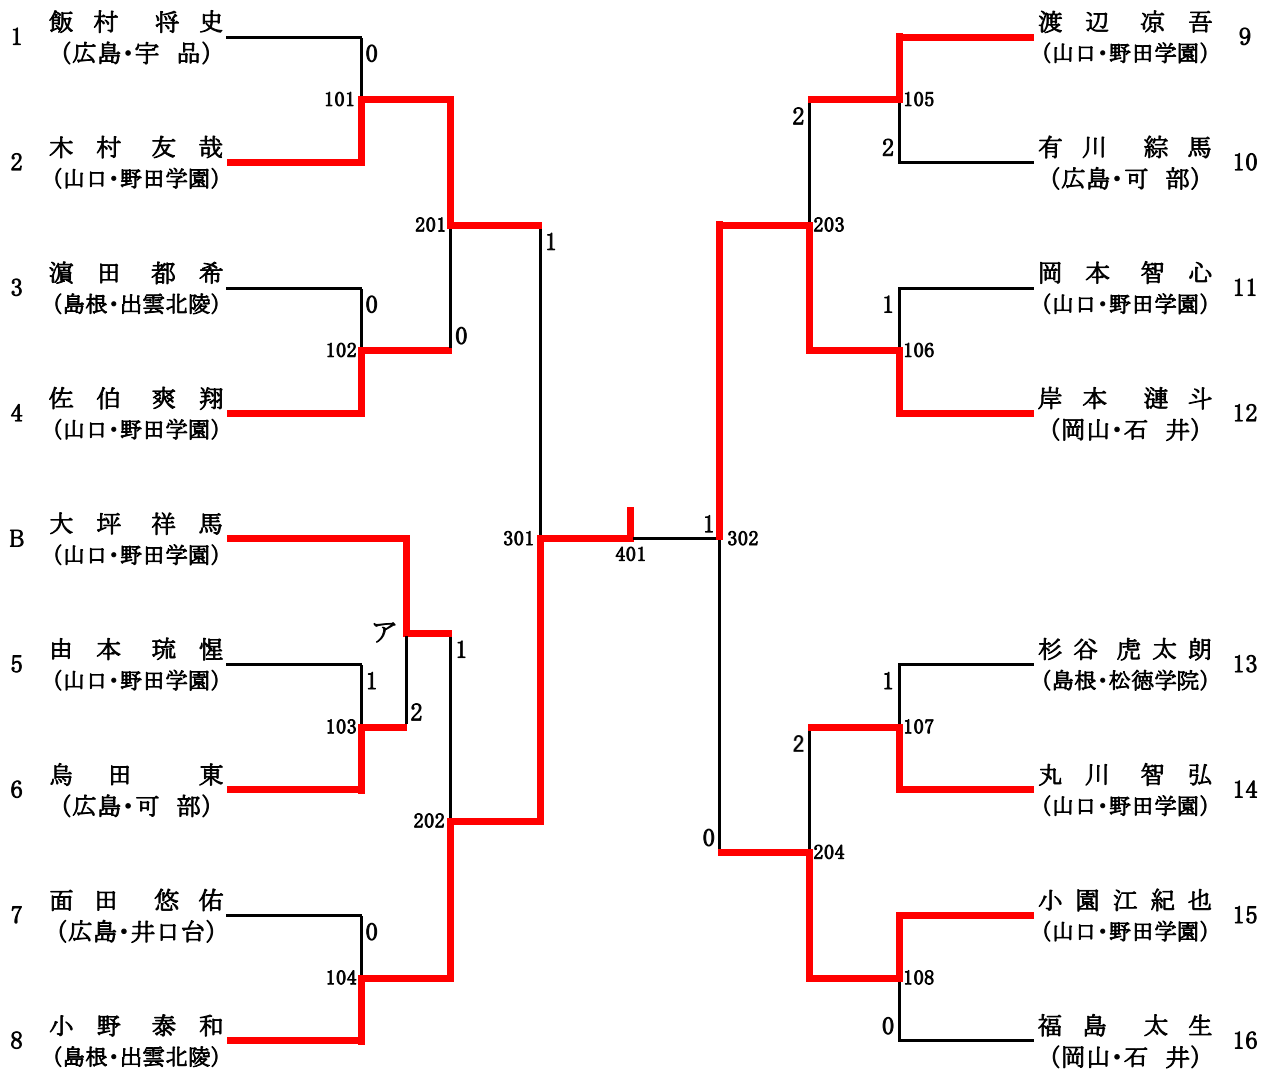 1 飯村 将史
(広島・宇 品)
0
101
2 木村 友哉
(山口・野田学園)
201
1
3 濵田 都希
(島根・出雲北陵)
0
0
102
4 佐伯 爽翔
(山口・野田学園)
B 大坪 祥馬
(山口・野田学園)
301
401
ア
1
5 由本 琉惺
(山口・野田学園)
1
2
103
6 烏田 東
(広島・可 部)
202
7 面田 悠佑
(広島・井口台)
0
104
8 小野 泰和
(島根・出雲北陵)
渡辺 凉吾 9
(山口・野田学園)
105
2
2
有川 綜馬 10
(広島・可 部)
203
岡本 智心 11
(山口・野田学園)
1
106
岸本 漣斗 12
(岡山・石 井)
1
302
杉谷 虎太朗 13
(島根・松徳学院)
1
107
2
丸川 智弘 14
(山口・野田学園)
0
204
小園江紀也 15
(山口・野田学園)
108
0
福島 太生 16
(岡山・石 井)